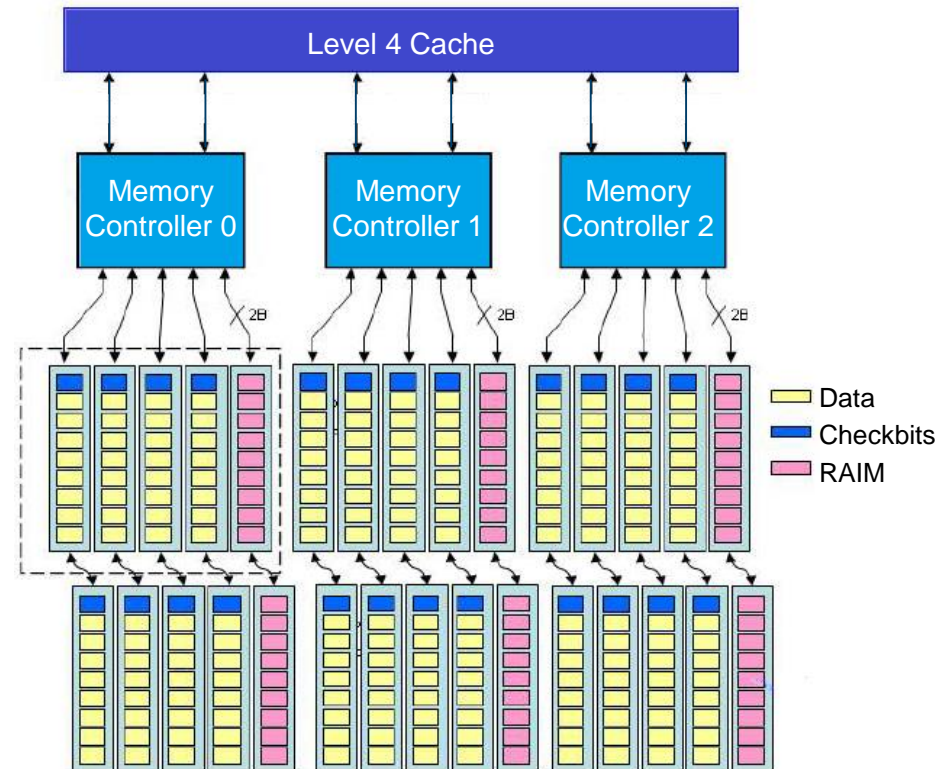 Level 4 Cache
Memory
Controller 0
Memory
Controller 1
Memory
Controller 2
2B
2B
2B
Data
Checkbits
RAIM